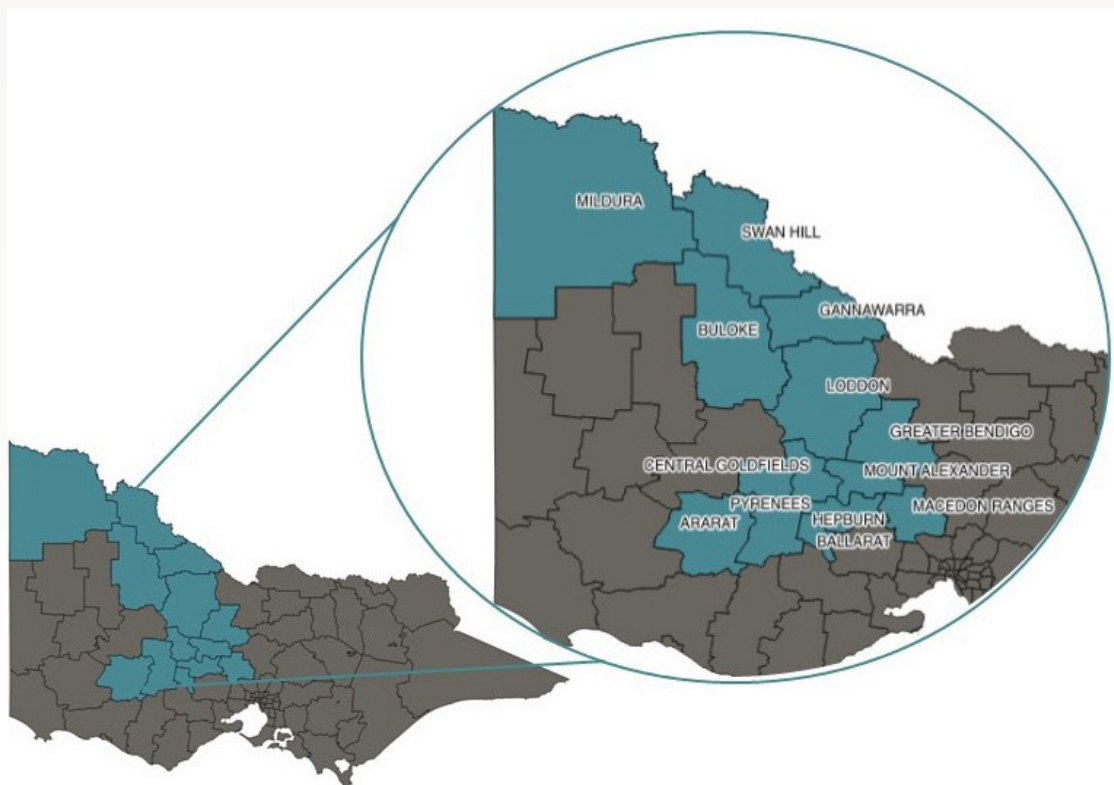 MILDURA
SWAN HILL
GANNAWARRA
BULOKE
LODDON
GREATER BENDIGO
CENTRAL GOLDFIELDS
MOUNT ALEXANDER
PYRENEES
MACEDON RANGES
ARARAT
HEPBURN
BALLARAT